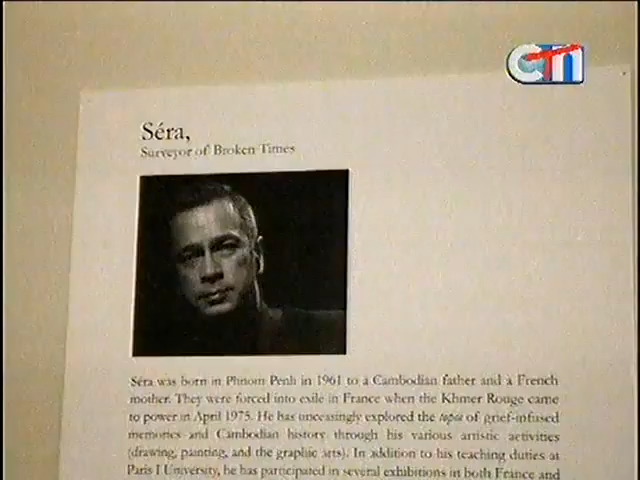 CTN
Séra,
Surveyor of Broken Times
Séra was born in Phnom Penh in 1961 to a Cambodian father and a French
mother. They were forced into exile in France when the Khmer Rouge came
to power in April 1975. He has unceasingly explored the topos of grief-infused
memories and Cambodian history through his various artistic activities
(drawing, painting, and the graphic arts). In addition to his teaching duties at
Paris I University, he has participated in several exhibitions in both France and